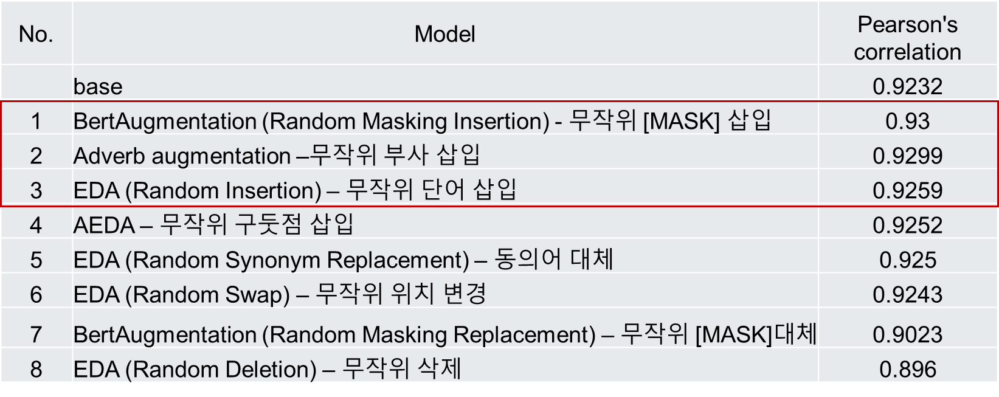 No. Model Pearson's
correlation
base 0.9232
1 BertAugmentation (Random Masking Insertion) - 무작위 [MASK] 삽입 0.93
2 Adverb augmentation –무작위 부사 삽입 0.9299
3 EDA (Random Insertion) – 무작위 단어 삽입 0.9259
4 AEDA – 무작위 구둣점 삽입 0.9252
5 EDA (Random Synonym Replacement) – 동의어 대체 0.925
6 EDA (Random Swap) – 무작위 위치 변경 0.9243
7 BertAugmentation (Random Masking Replacement) – 무작위 [MASK]대체 0.9023
8 EDA (Random Deletion) – 무작위 삭제 0.896